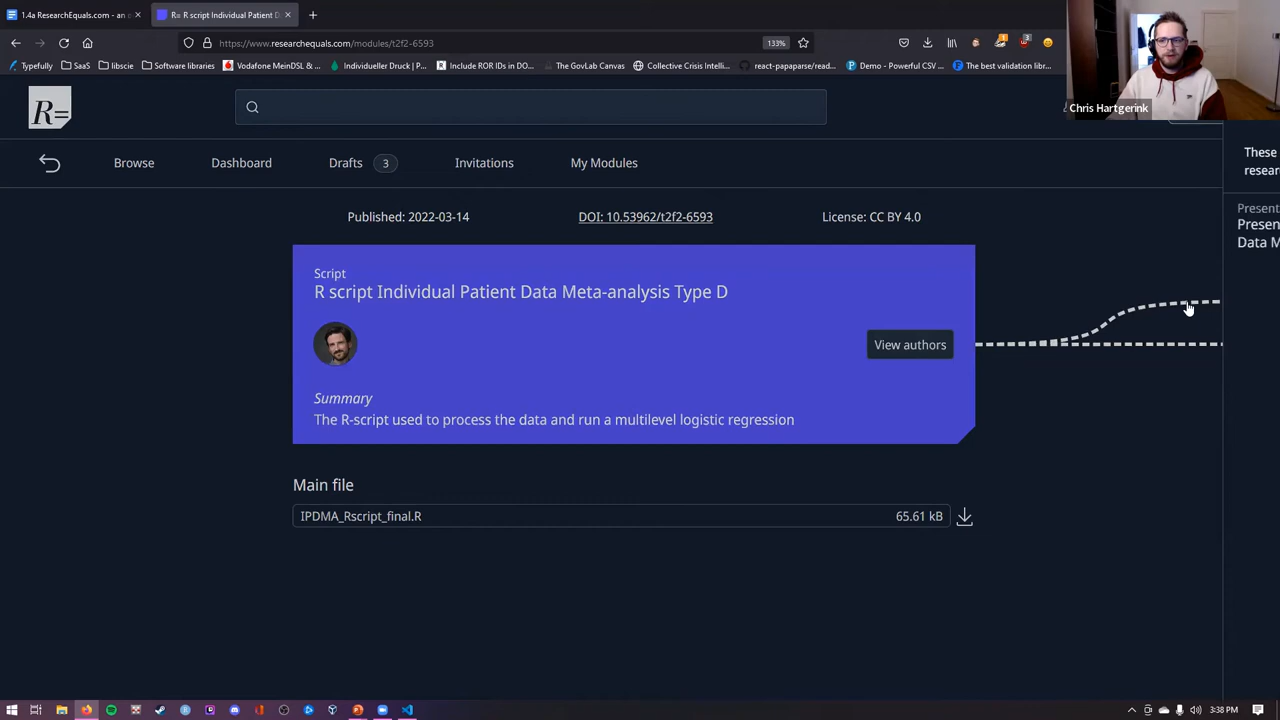 1.4a ResearchEquals.com - an
R= R script Individual Patient D
https://www.researchequals.com/modules/t2f2-6593
133%
1
3
Typefully
SaaS
libscie
Software libraries
Vodafone MeinDSL &...
Individueller Druck | P...
Include ROR IDs in DO...
The GovLab Canvas
Collective Crisis Intelli...
react-papaparse/read...
Demo - Powerful CSV ...
The best validation libr...
Chris Hartgerink
R=
Browse
Dashboard
Drafts 3
Invitations
My Modules
These
resear
Published: 2022-03-14
DOI: 10.53962/t2f2-6593
License: CC BY 4.0
Present
Presen
Data M
Script
R script Individual Patient Data Meta-analysis Type D
View authors
Summary
The R-script used to process the data and run a multilevel logistic regression
Main file
IPDMA_Rscript_final.R
65.61 kB
3:38 PM